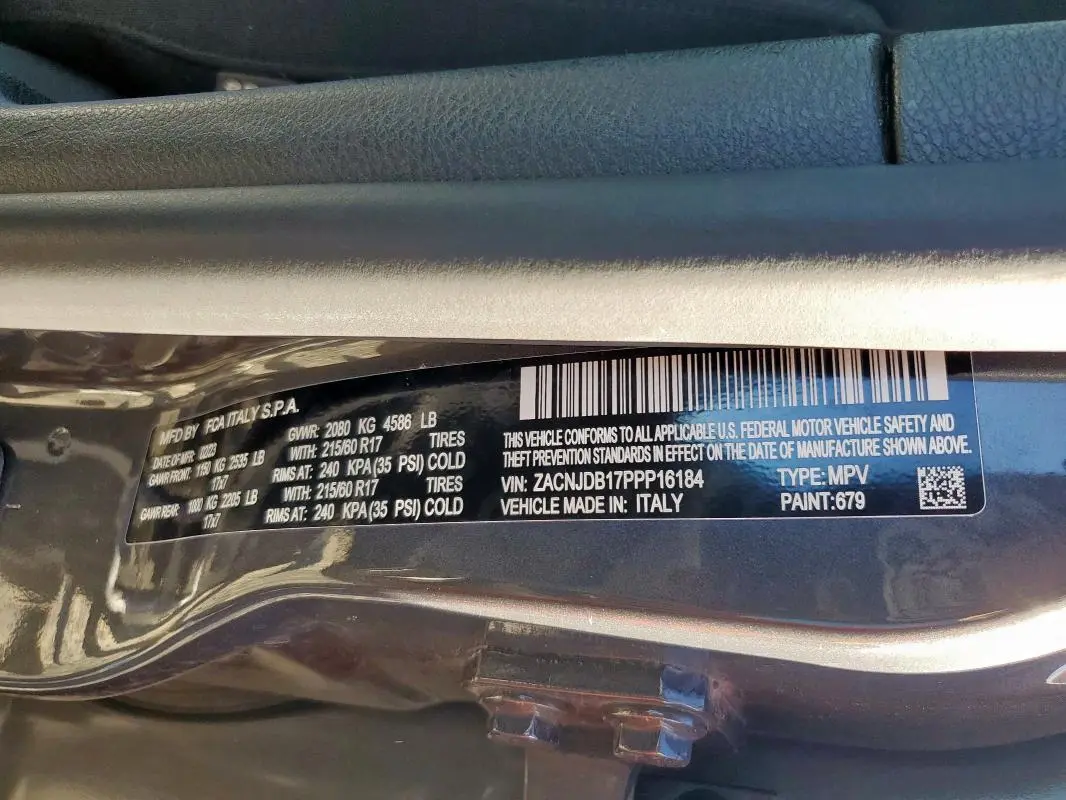 MFD BY FCA ITALY S.P.A.
DATE OF MFR: 02/23 GVWR: 2080 KG 4586 LB
GAWR FRONT: 1150 KG 2535 LB WITH: 215/60 R17 TIRES
17x7 RIMS AT: 240 KPA(35 PSI) COLD
GAWR REAR: 1000 KG 2205 LB WITH: 215/60 R17 TIRES
17x7 RIMS AT: 240 KPA(35 PSI) COLD
THIS VEHICLE CONFORMS TO ALL APPLICABLE U.S. FEDERAL MOTOR VEHICLE SAFETY AND
THEFT PREVENTION STANDARDS IN EFFECT ON THE DATE OF MANUFACTURE SHOWN ABOVE.
VIN: ZACNJDB17PPP16184 TYPE: MPV
VEHICLE MADE IN: ITALY PAINT:679